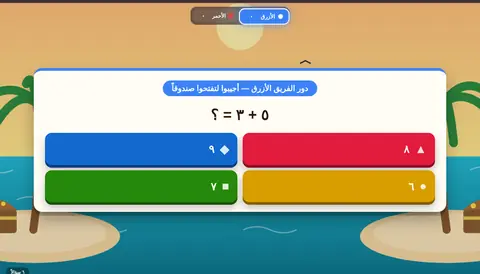 الأزرق ٠ الأحمر ٠
دور الفريق الأزرق — أجيبوا لتفتحوا صندوقاً
٥ + ٣ = ؟
٨ ٩
٦ ٧